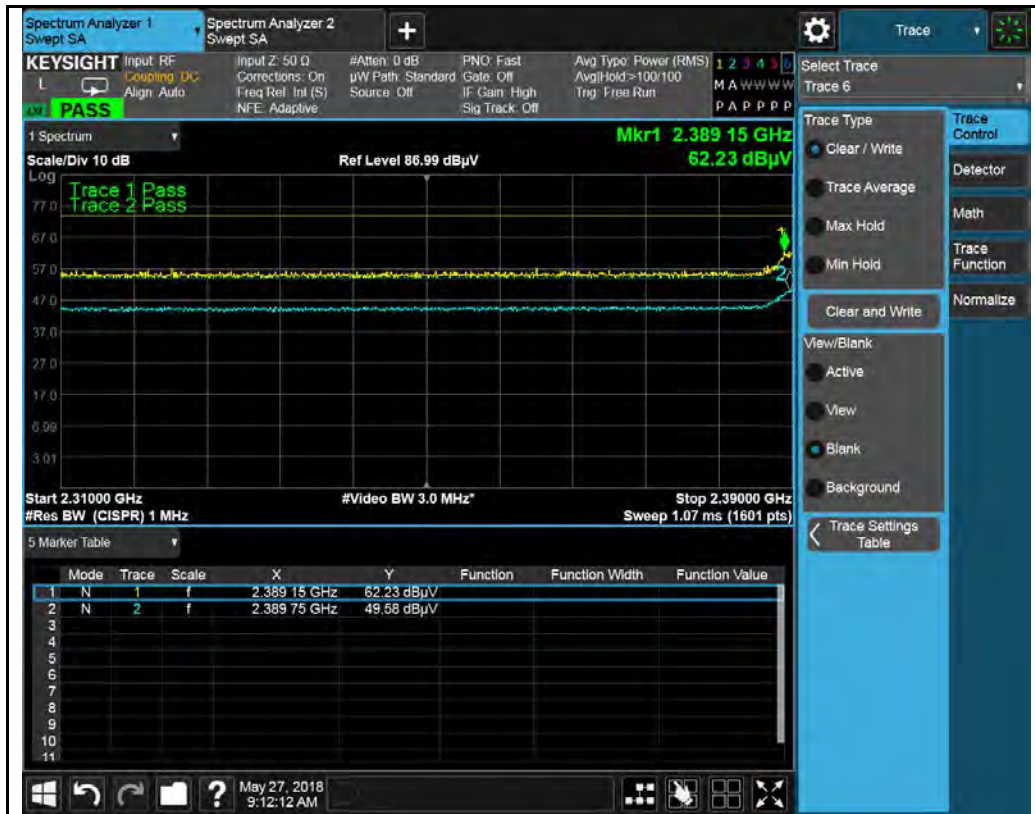 Spectrum Analyzer 1
Swept SA
Spectrum Analyzer 2
Swept SA
+
Trace
KEYSIGHT
L
PASS
Input: RF
Coupling: DC
Align: Auto
Input Z: 50 Ω
Corrections: On
Freq Ref: Int (S)
NFE: Adaptive
#Atten: 0 dB
µW Path: Standard
Source: Off
PNO: Fast
Gate: Off
IF Gain: High
Sig Track: Off
Avg Type: Power (RMS)
Avg|Hold:>100/100
Trig: Free Run
1 2 3 4 5 6
M A W W W W
P A P P P P
1 Spectrum
Scale/Div 10 dB
Log
Ref Level 86.99 dBµV
Mkr1 2.389 15 GHz
62.23 dBµV
Trace 1 Pass
Trace 2 Pass
77.0
67.0
57.0
47.0
37.0
27.0
17.0
6.99
-3.01
1
2
Start 2.31000 GHz
#Res BW (CISPR) 1 MHz
#Video BW 3.0 MHz*
Stop 2.39000 GHz
Sweep 1.07 ms (1601 pts)
5 Marker Table
Mode Trace Scale X Y Function Function Width Function Value
1 N 1 f 2.389 15 GHz 62.23 dBµV
2 N 2 f 2.389 75 GHz 49.58 dBµV
3
4
5
6
7
8
9
10
11
?
May 27, 2018
9:12:12 AM
Select Trace
Trace 6
Trace Type
Clear / Write
Trace Average
Max Hold
Min Hold
Clear and Write
View/Blank
Active
View
Blank
Background
Trace Settings
Table
Trace
Control
Detector
Math
Trace
Function
Normalize